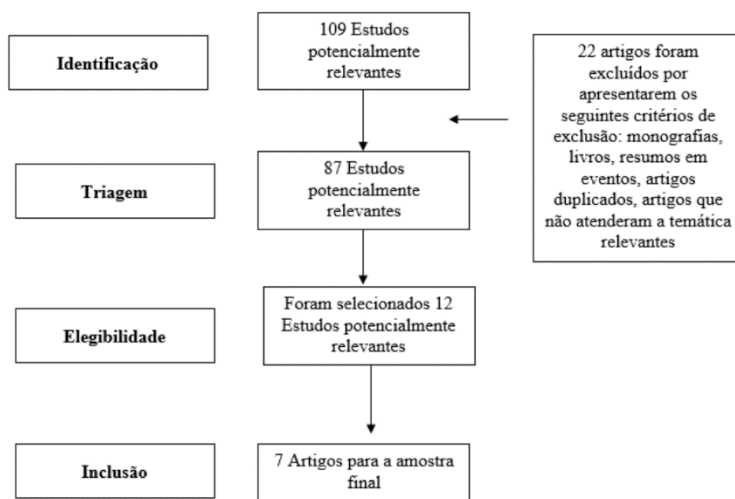 Identificação
109 Estudos
potencialmente
relevantes
22 artigos foram
excluídos por
apresentarem os
seguintes critérios de
exclusão: monografias,
livros, resumos em
eventos, artigos
duplicados, artigos que
não atenderam a temática
relevantes
Triagem
87 Estudos
potencialmente
relevantes
Elegibilidade
Foram selecionados 12
Estudos potencialmente
relevantes
Inclusão
7 Artigos para a amostra
final